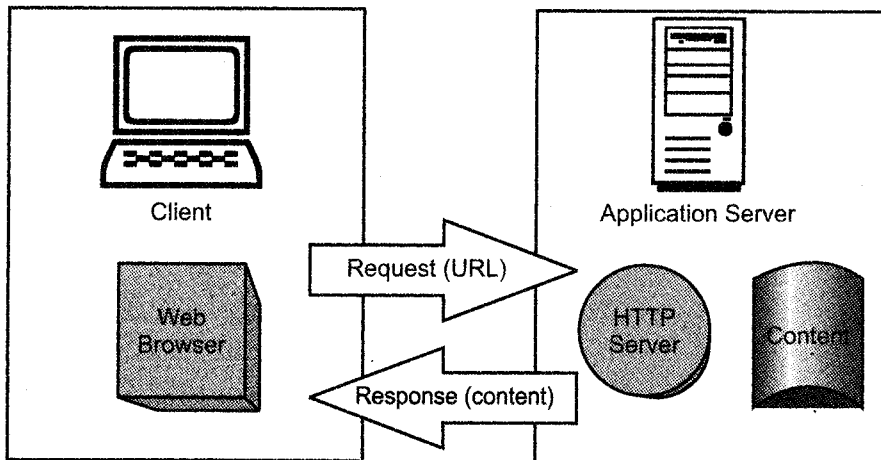 Client
Application Server
Request (URL)
Web
Browser
HTTP
Server
Content
Response (content)